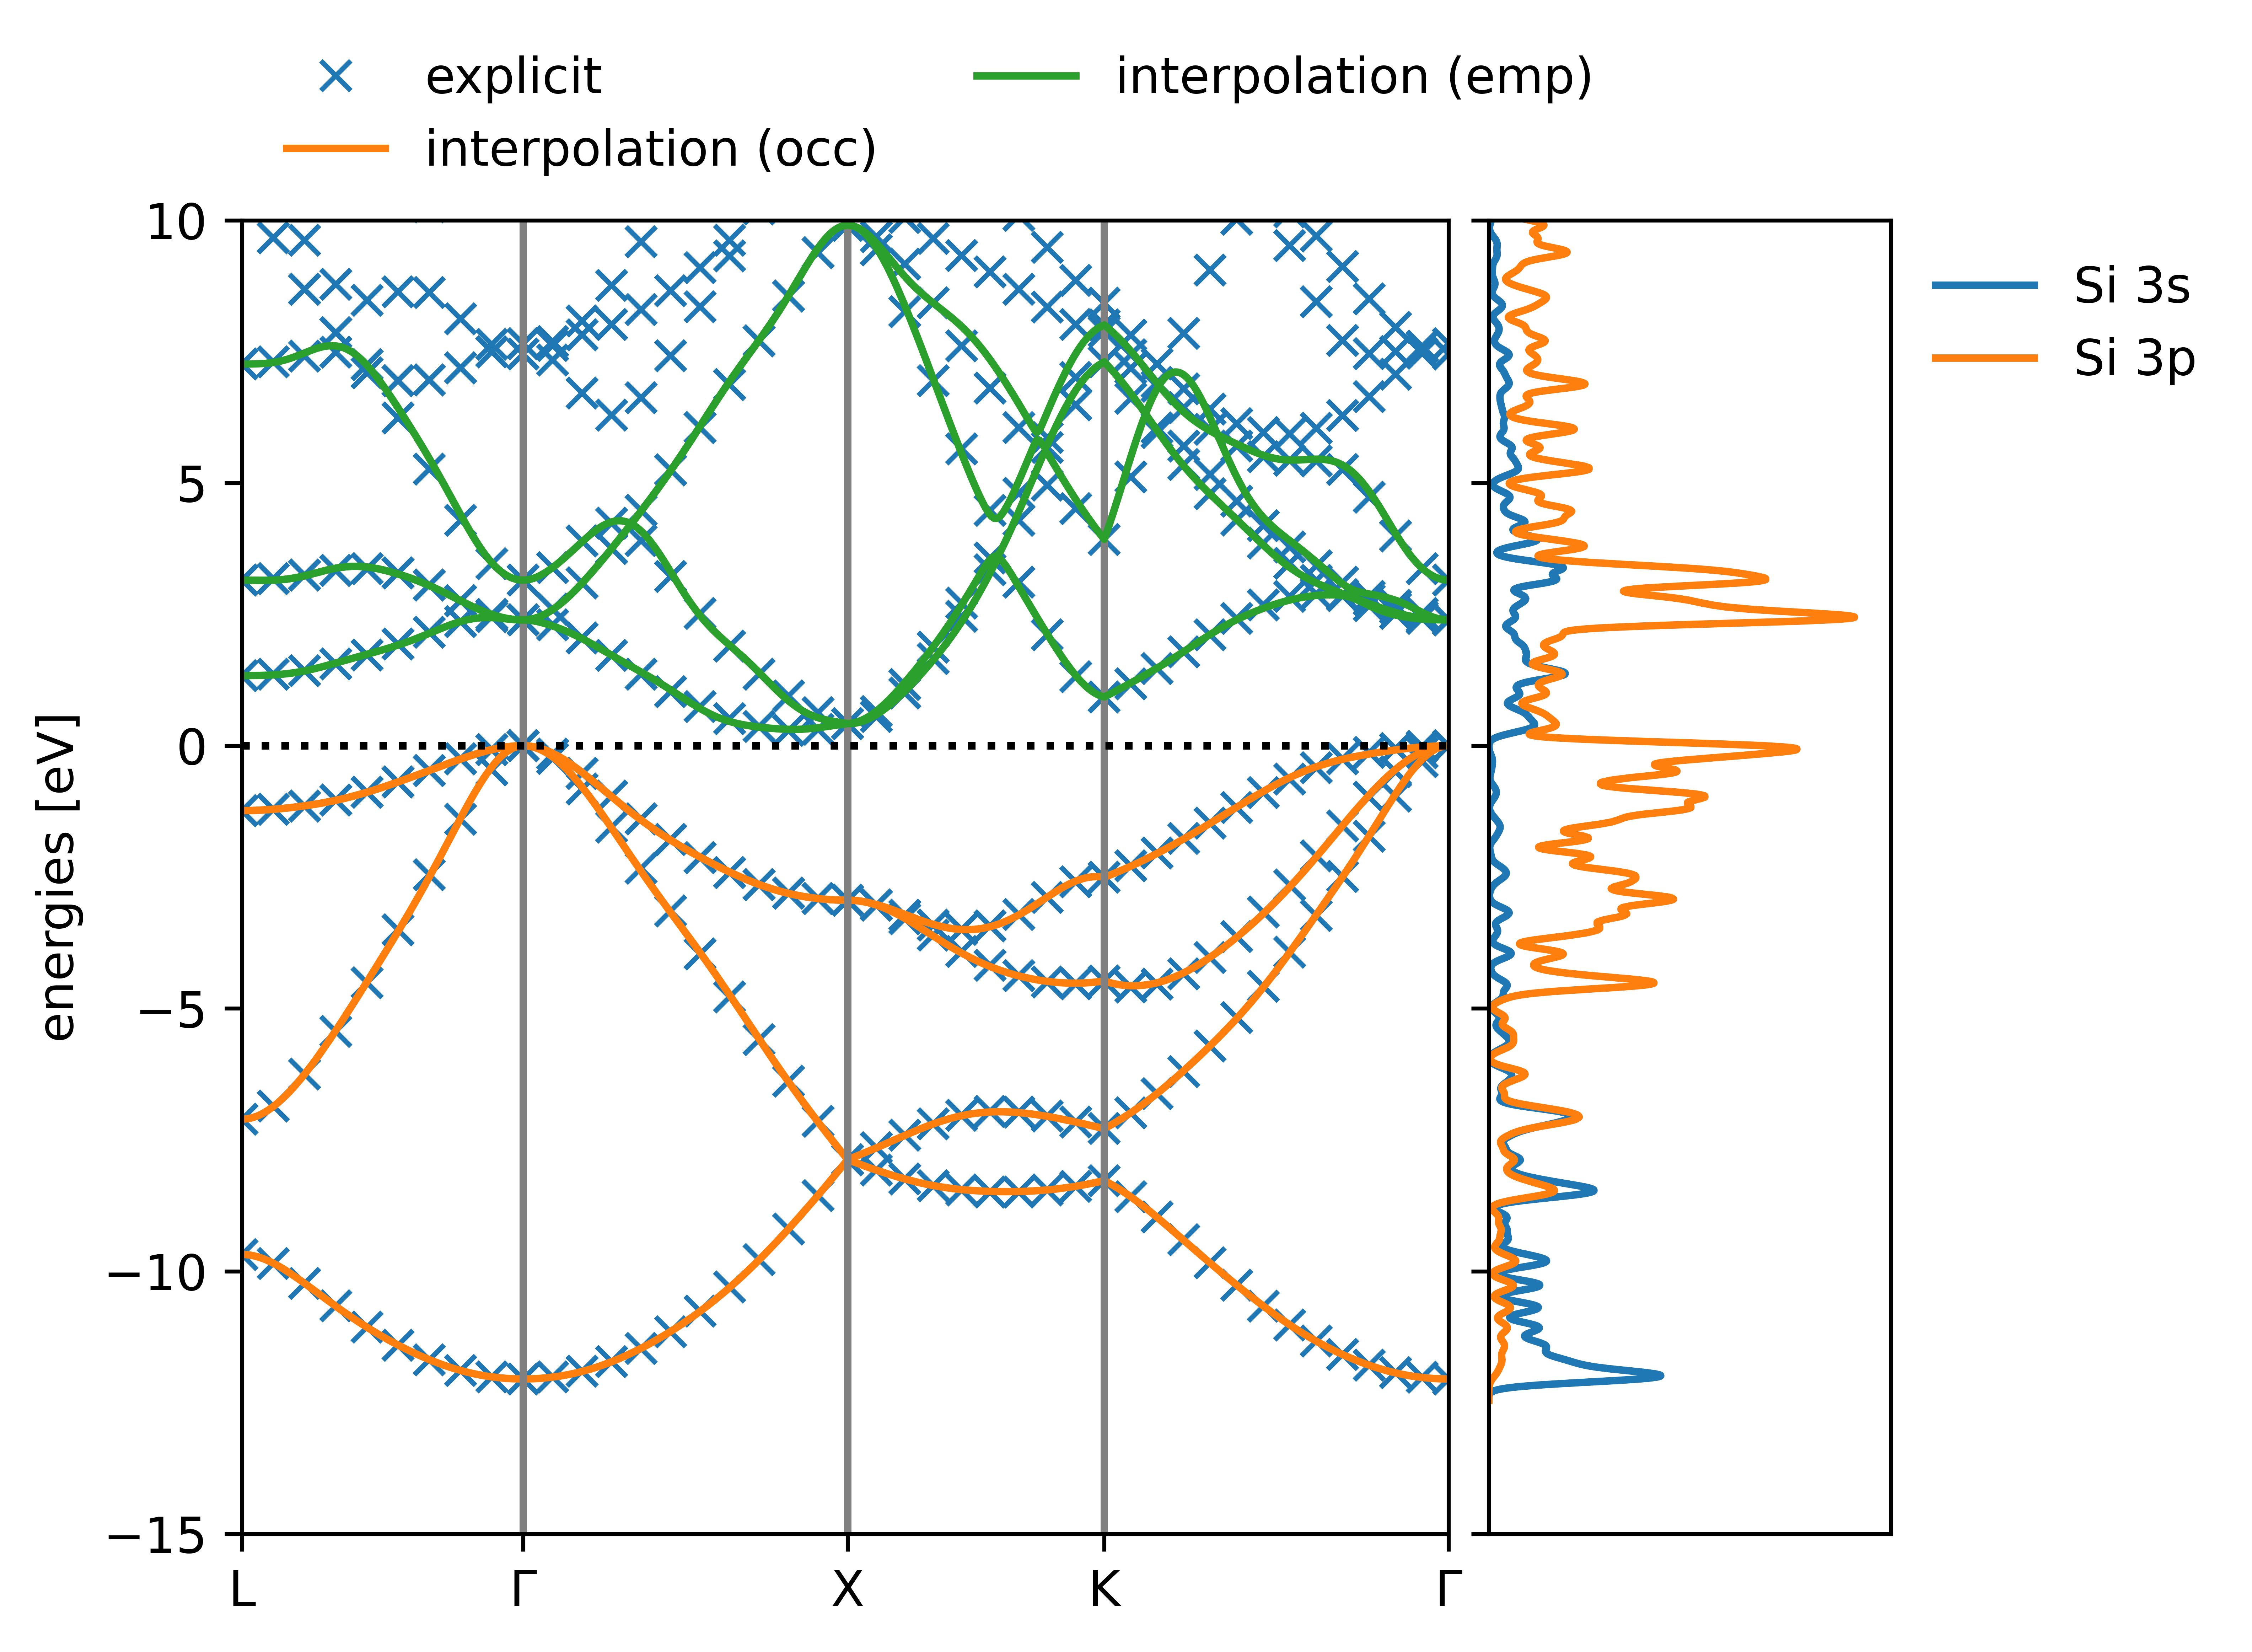 explicit
interpolation (occ)
interpolation (emp)
10
5
0
−5
−10
−15
energies [eV]
L Γ X K Γ
Si 3s
Si 3p